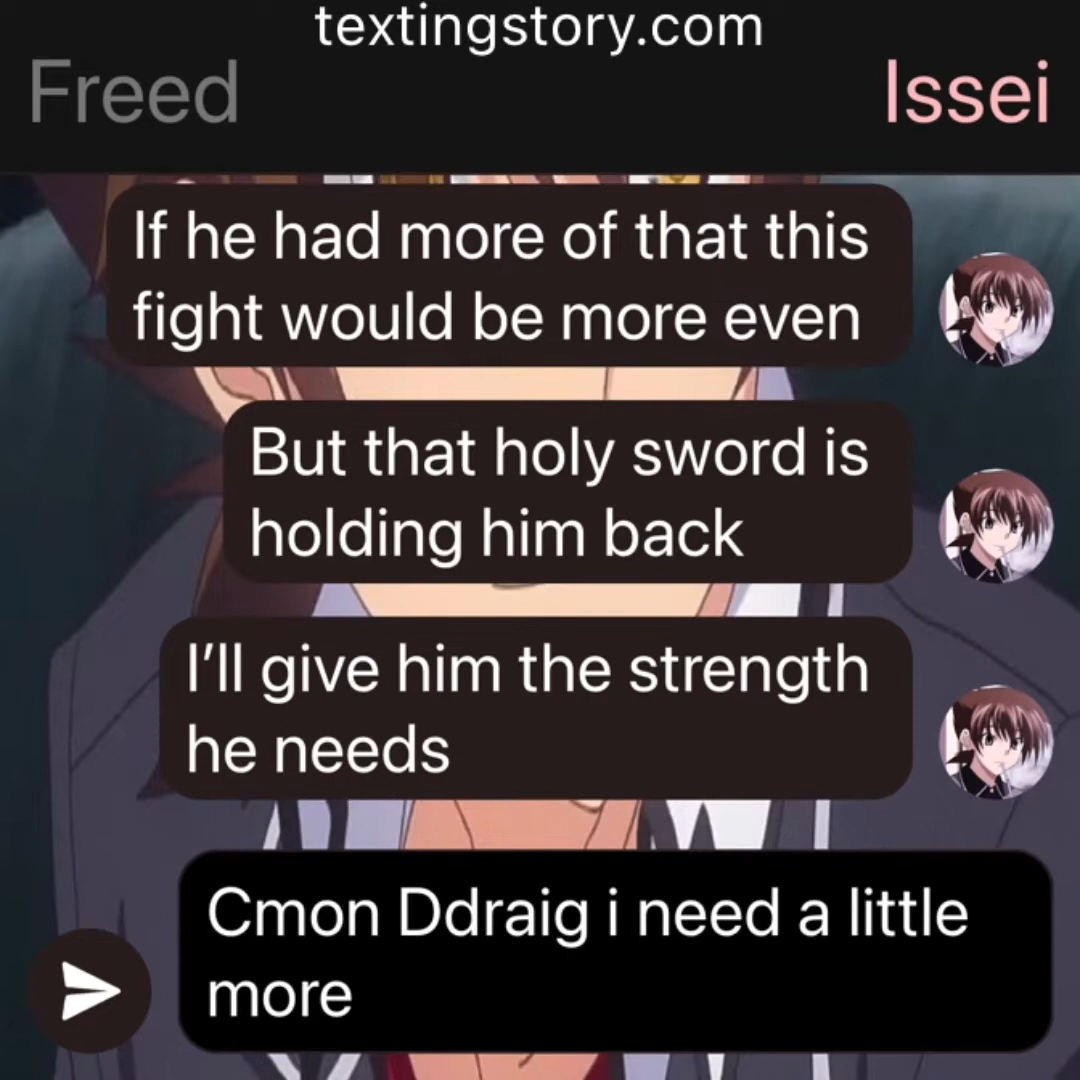 textingstory.com
Freed
Issei
If he had more of that this
fight would be more even
But that holy sword is
holding him back
I’ll give him the strength
he needs
Cmon Ddraig i need a little
more